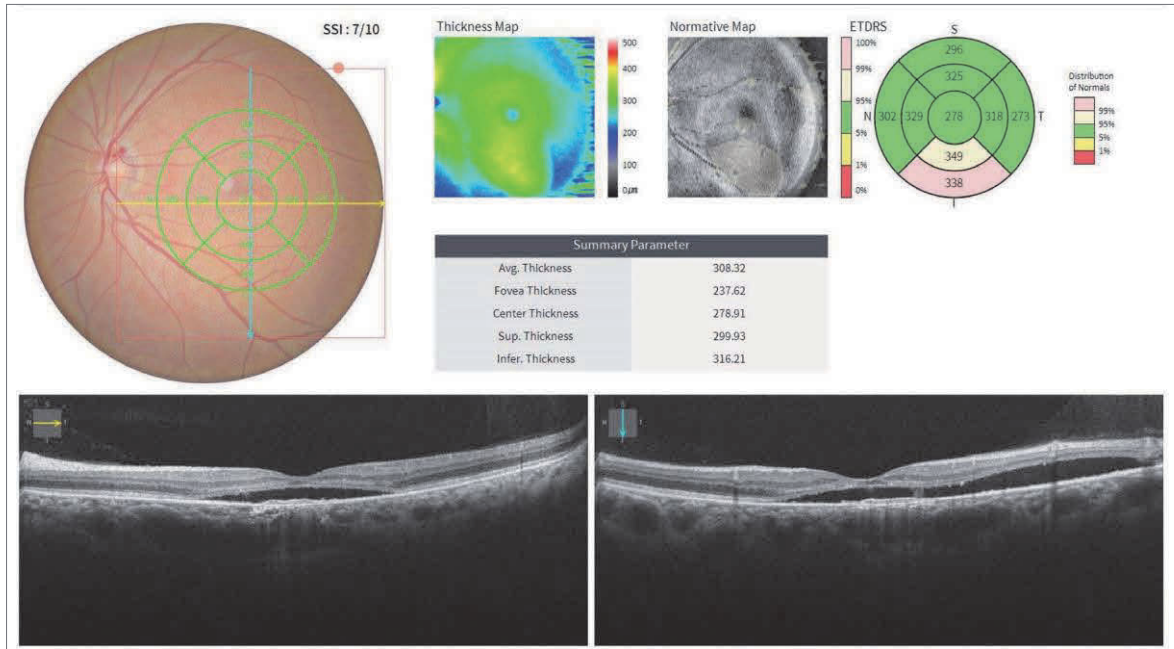 SSI : 7/10
Thickness Map
500
400
300
200
100
0 μm
Normative Map
ETDRS
100%
99%
95%
5%
1%
0%
S
296
325
N 302 329 278 318 273 T
349
338
I
Distribution
of Normals
99%
95%
5%
1%
Summary Parameter
Avg. Thickness 308.32
Fovea Thickness 237.62
Center Thickness 278.91
Sup. Thickness 299.93
Infer. Thickness 316.21